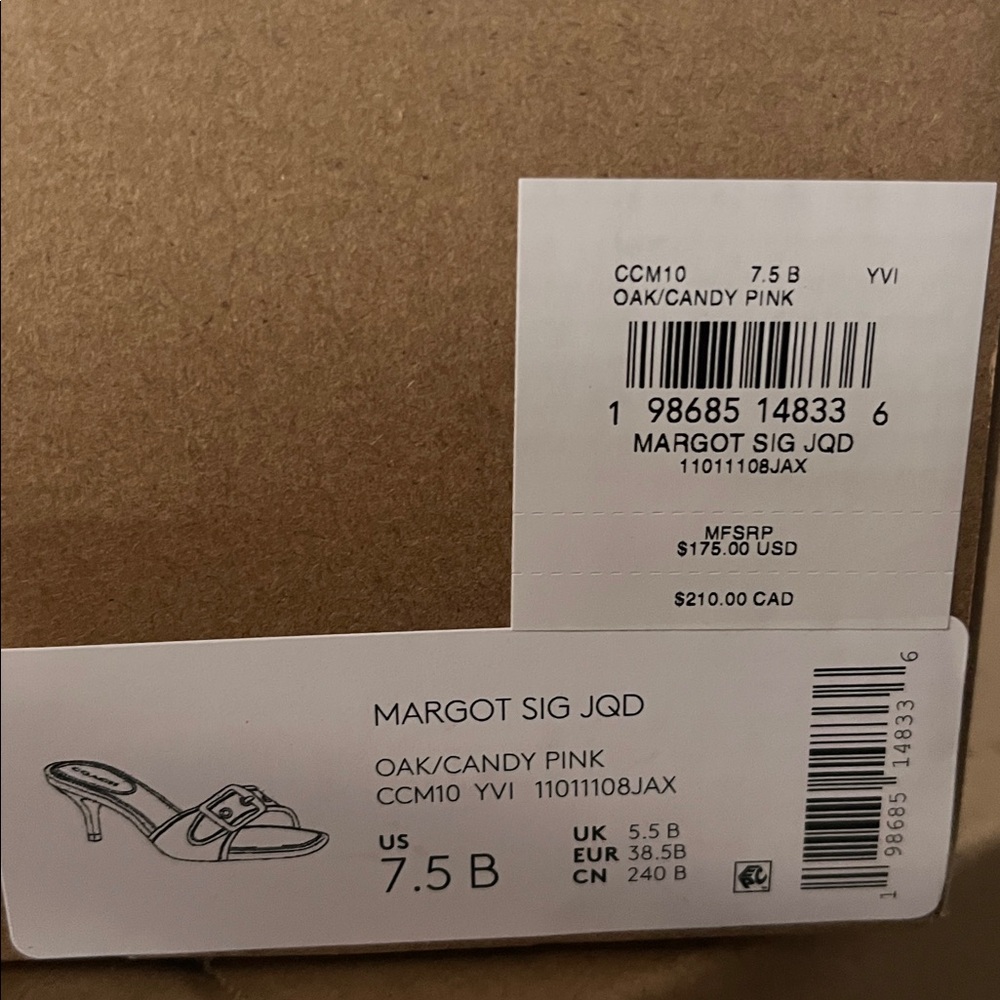 CCM10 7.5 B YVI
OAK/CANDY PINK
1 98685 14833 6
MARGOT SIG JQD
11011108JAX
MFSRP
$175.00 USD
$210.00 CAD
MARGOT SIG JQD
OAK/CANDY PINK
CCM10 YVI 11011108JAX
US
7.5 B
UK 5.5 B
EUR 38.5B
CN 240 B
1 98685 14833 6
COACH